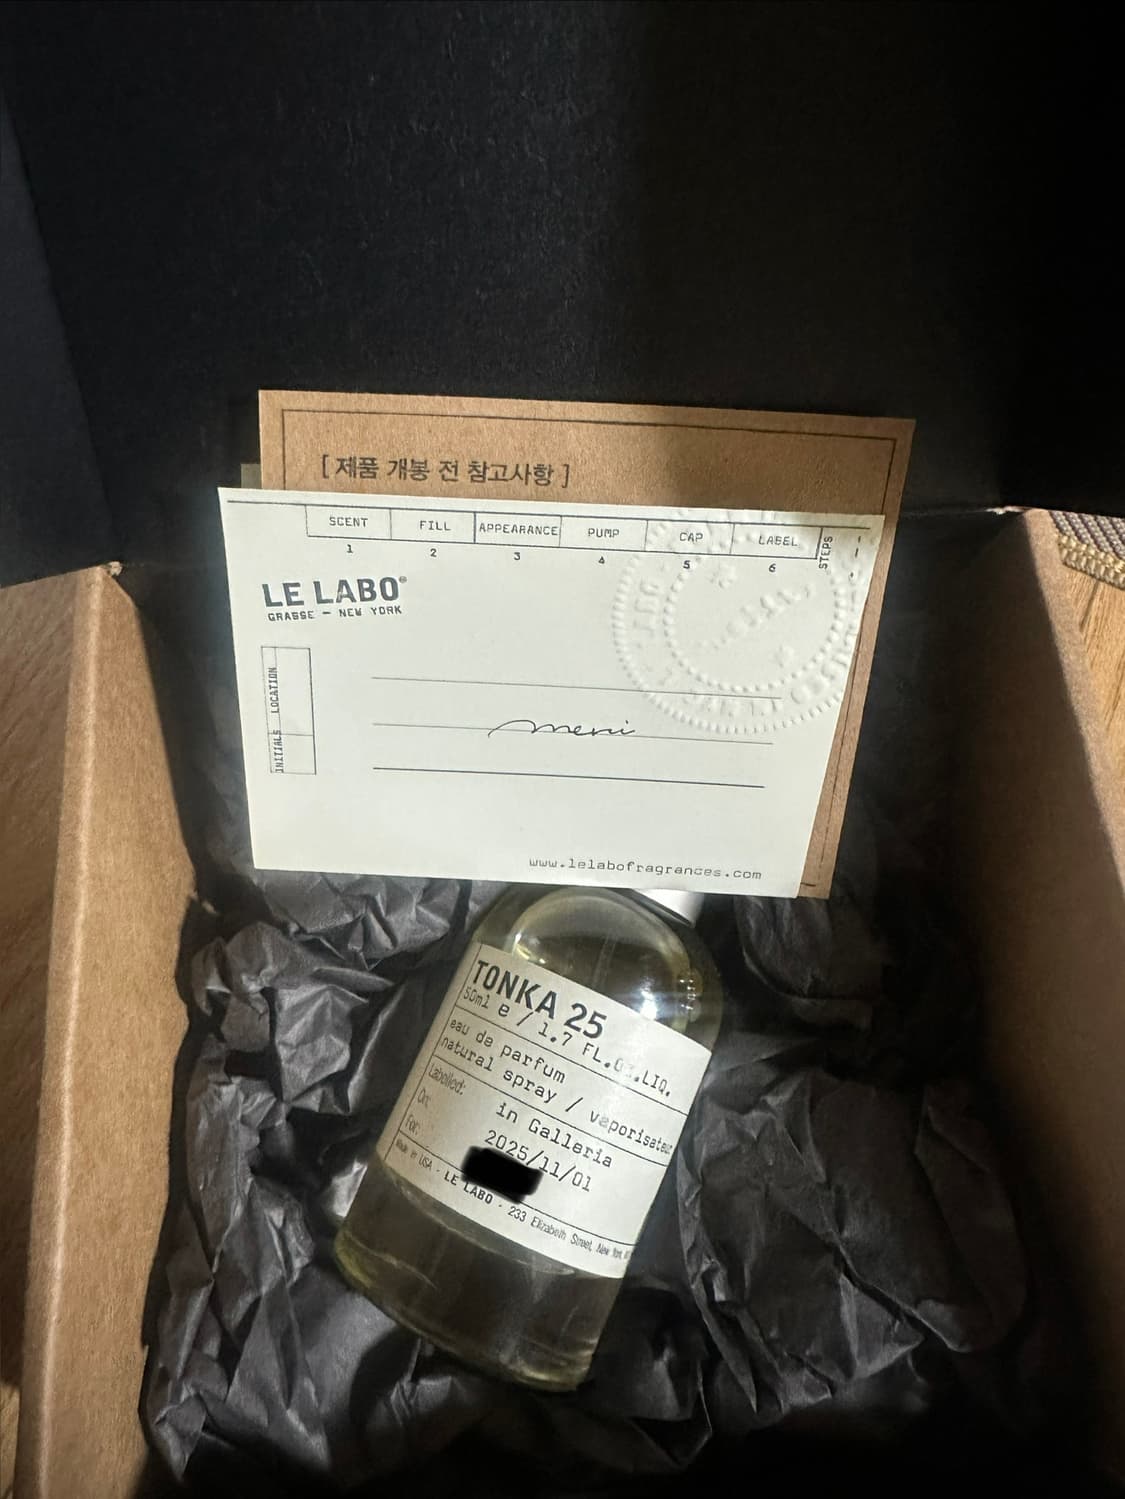 [ 제품 개봉 전 참고사항 ]
SCENT FILL APPEARANCE PUMP CAP LABEL STEPS
1 2 3 4 5 6
LE LABO®
GRASSE - NEW YORK
LOCATION
INITIALS
meri
www.lelabofragrances.com
TONKA 25
50ml e / 1.7 FL.OZ.LIQ.
eau de parfum
natural spray / vaporisateur
Labelled: in Galleria
On: 2025/11/01
For:
Made in USA - LE LABO - 233 Elizabeth Street, New York,